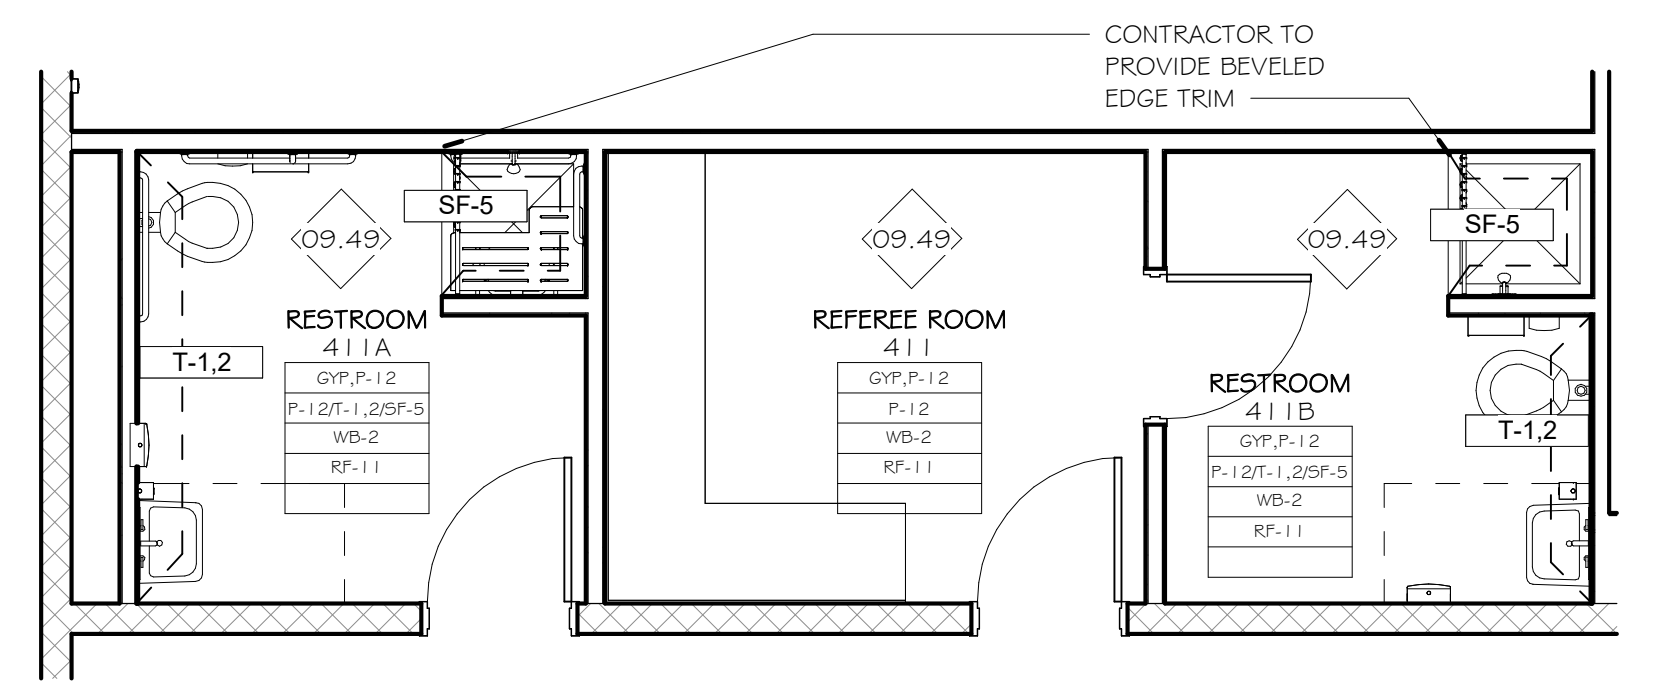 CONTRACTOR TO
PROVIDE BEVELED
EDGE TRIM
SF-5
09.49
RESTROOM
411A
T-1,2
GYP,P-12
P-12/T-1,2/SF-5
WB-2
RF-11
09.49
REFEREE ROOM
411
GYP,P-12
P-12
WB-2
RF-11
09.49
SF-5
RESTROOM
411B
T-1,2
GYP,P-12
P-12/T-1,2/SF-5
WB-2
RF-11